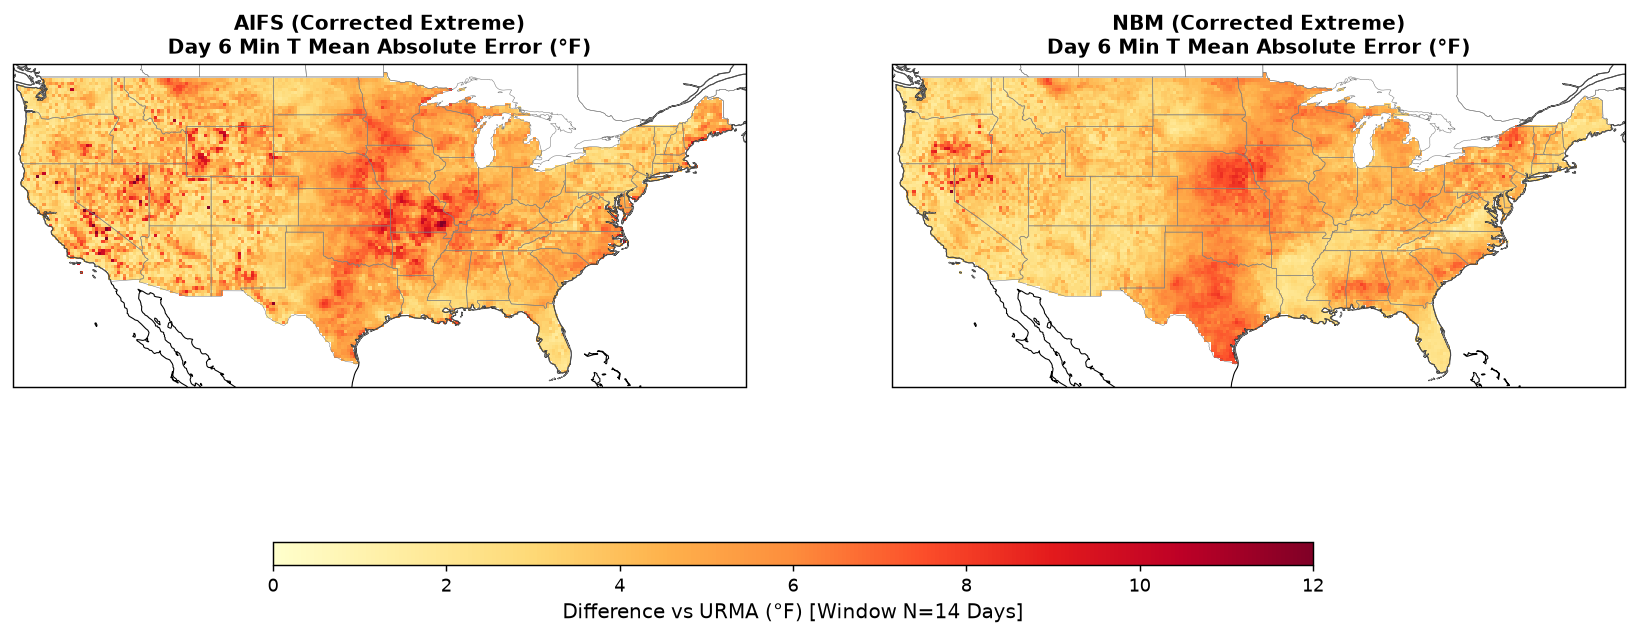 AIFS (Corrected Extreme)
Day 6 Min T Mean Absolute Error (°F)
NBM (Corrected Extreme)
Day 6 Min T Mean Absolute Error (°F)
0 2 4 6 8 10 12
Difference vs URMA (°F) [Window N=14 Days]